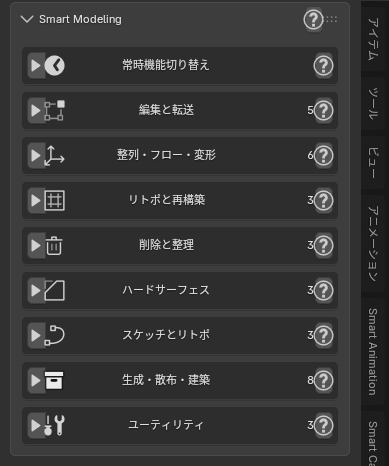 Smart Modeling
常時機能切り替え
編集と転送 5
整列・フロー・変形 6
リトポと再構築 3
削除と整理 3
ハードサーフェス 3
スケッチとリトポ 3
生成・散布・建築 8
ユーティリティ 3
アイテム
ツール
ビュー
アニメーション
Smart Animation
Smart Ca